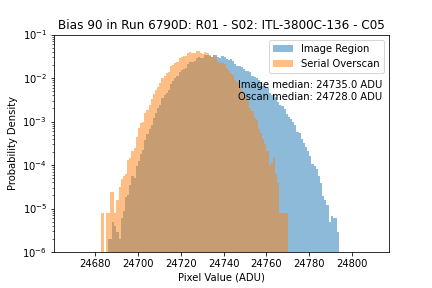 Bias 90 in Run 6790D: R01 - S02: ITL-3800C-136 - C05
Image Region
Serial Overscan
Image median: 24735.0 ADU
Oscan median: 24728.0 ADU
Probability Density
10⁻¹
10⁻²
10⁻³
10⁻⁴
10⁻⁵
10⁻⁶
24680 24700 24720 24740 24760 24780 24800
Pixel Value (ADU)